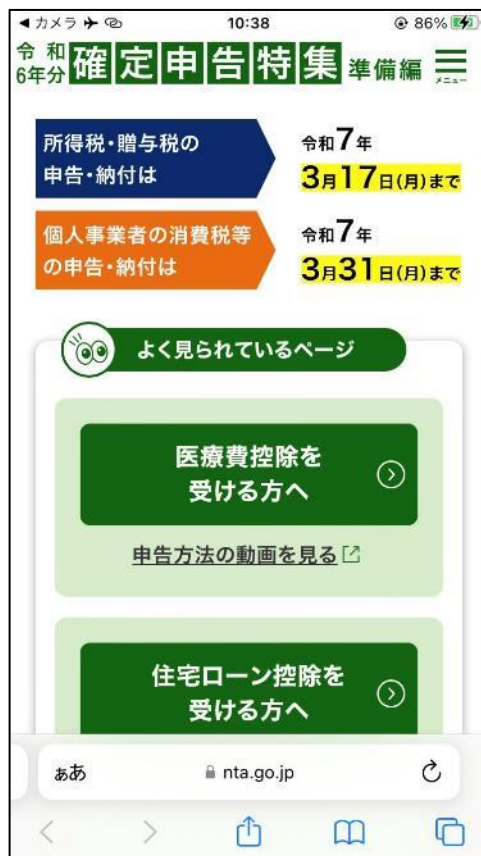 ◀カメラ
10:38
86%
令和
6年分
確定申告特集 準備編
メニュー
所得税・贈与税の
申告・納付は
令和7年
3月17日(月)まで
個人事業者の消費税等
の申告・納付は
令和7年
3月31日(月)まで
よく見られているページ
医療費控除を
受ける方へ
申告方法の動画を見る
住宅ローン控除を
受ける方へ
ぁあ
nta.go.jp